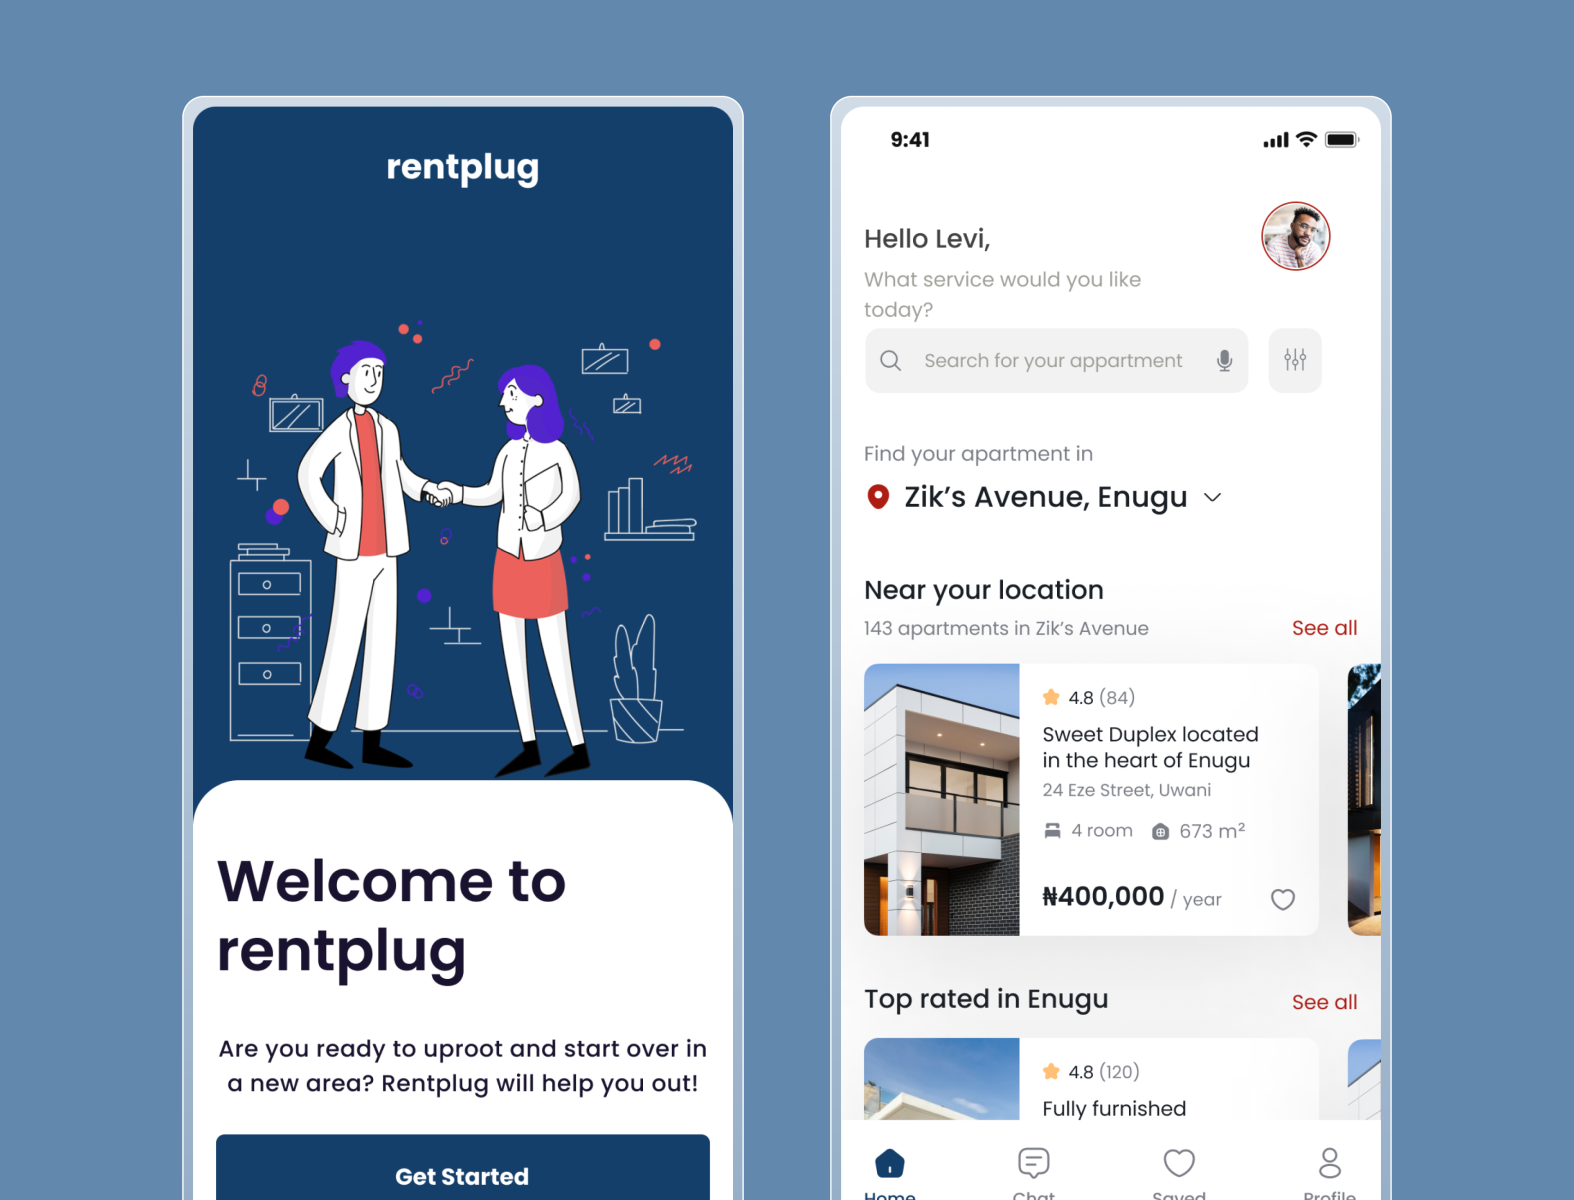 rentplug
Welcome to
rentplug
Are you ready to uproot and start over in
a new area? Rentplug will help you out!
Get Started
9:41
Hello Levi,
What service would you like
today?
Search for your appartment
Find your apartment in
Zik’s Avenue, Enugu
Near your location
143 apartments in Zik’s Avenue
See all
4.8 (84)
Sweet Duplex located
in the heart of Enugu
24 Eze Street, Uwani
4 room 673 m²
₦400,000 / year
Top rated in Enugu
See all
4.8 (120)
Fully furnished
Home
Chat
Saved
Profile